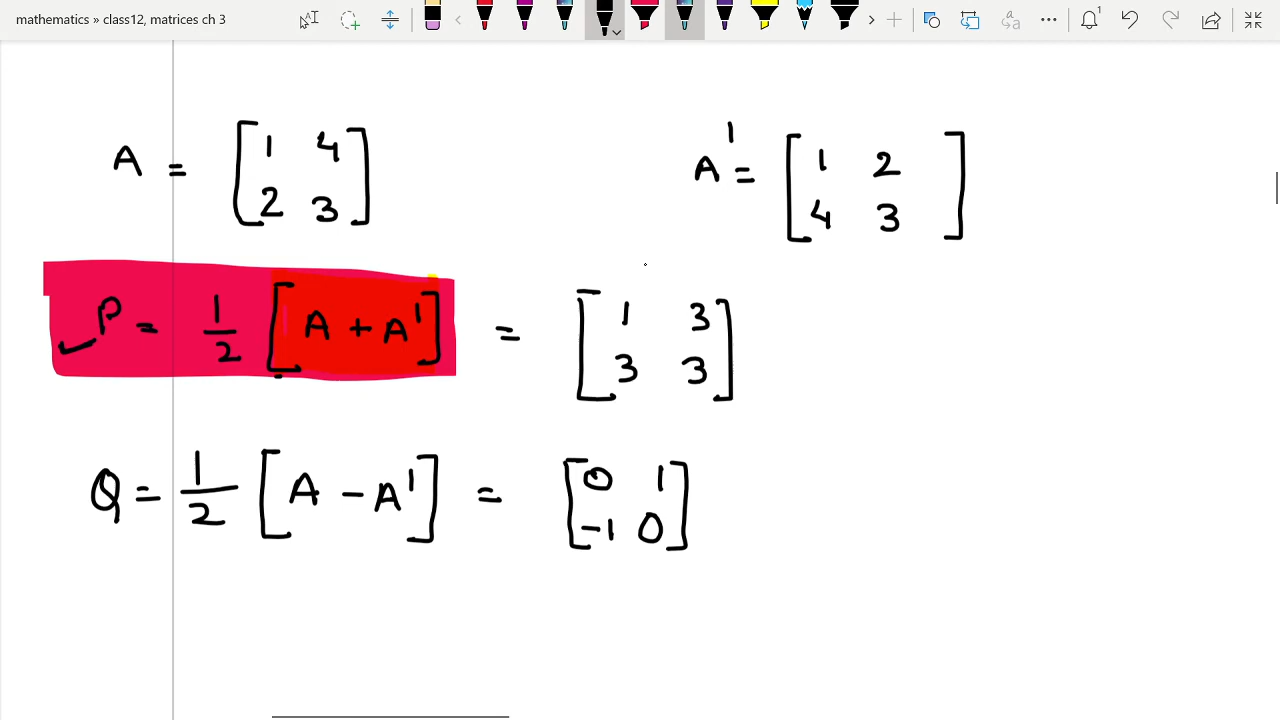 mathematics » class12, matrices ch 3
A = [1 4
2 3]
A' = [1 2
4 3]
P = 1/2 [A + A'] = [1 3
3 3]
Q = 1/2 [A - A'] = [0 1
-1 0]